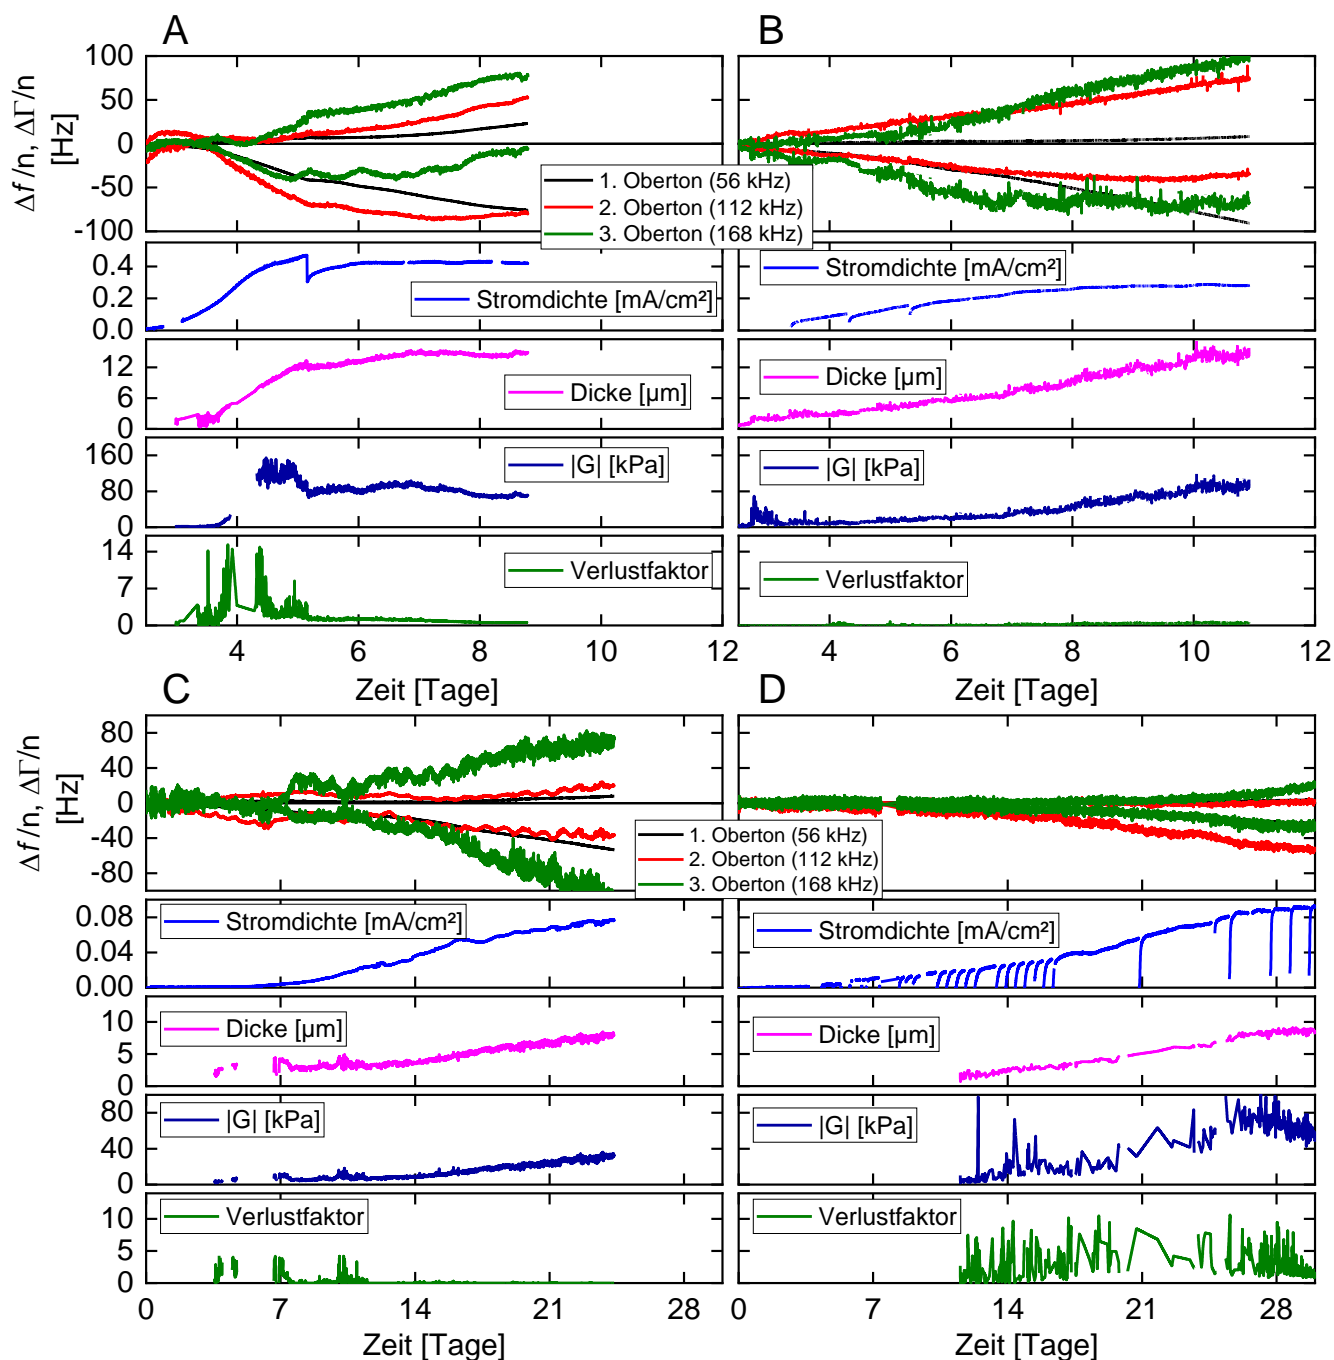 A
B
Δf/n, ΔΓ/n
[Hz]
100
50
0
-50
-100
1. Oberton (56 kHz)
2. Oberton (112 kHz)
3. Oberton (168 kHz)
0.4
0.2
0.0
Stromdichte [mA/cm²]
Stromdichte [mA/cm²]
12
6
0
Dicke [µm]
Dicke [µm]
160
80
0
|G| [kPa]
|G| [kPa]
14
7
0
Verlustfaktor
Verlustfaktor
4 6 8 10 12
4 6 8 10 12
Zeit [Tage]
Zeit [Tage]
C
D
Δf/n, ΔΓ/n
[Hz]
80
40
0
-40
-80
1. Oberton (56 kHz)
2. Oberton (112 kHz)
3. Oberton (168 kHz)
0.08
0.04
0.00
Stromdichte [mA/cm²]
Stromdichte [mA/cm²]
10
5
0
Dicke [µm]
Dicke [µm]
80
40
0
|G| [kPa]
|G| [kPa]
10
5
0
Verlustfaktor
Verlustfaktor
0 7 14 21 28
7 14 21 28
Zeit [Tage]
Zeit [Tage]